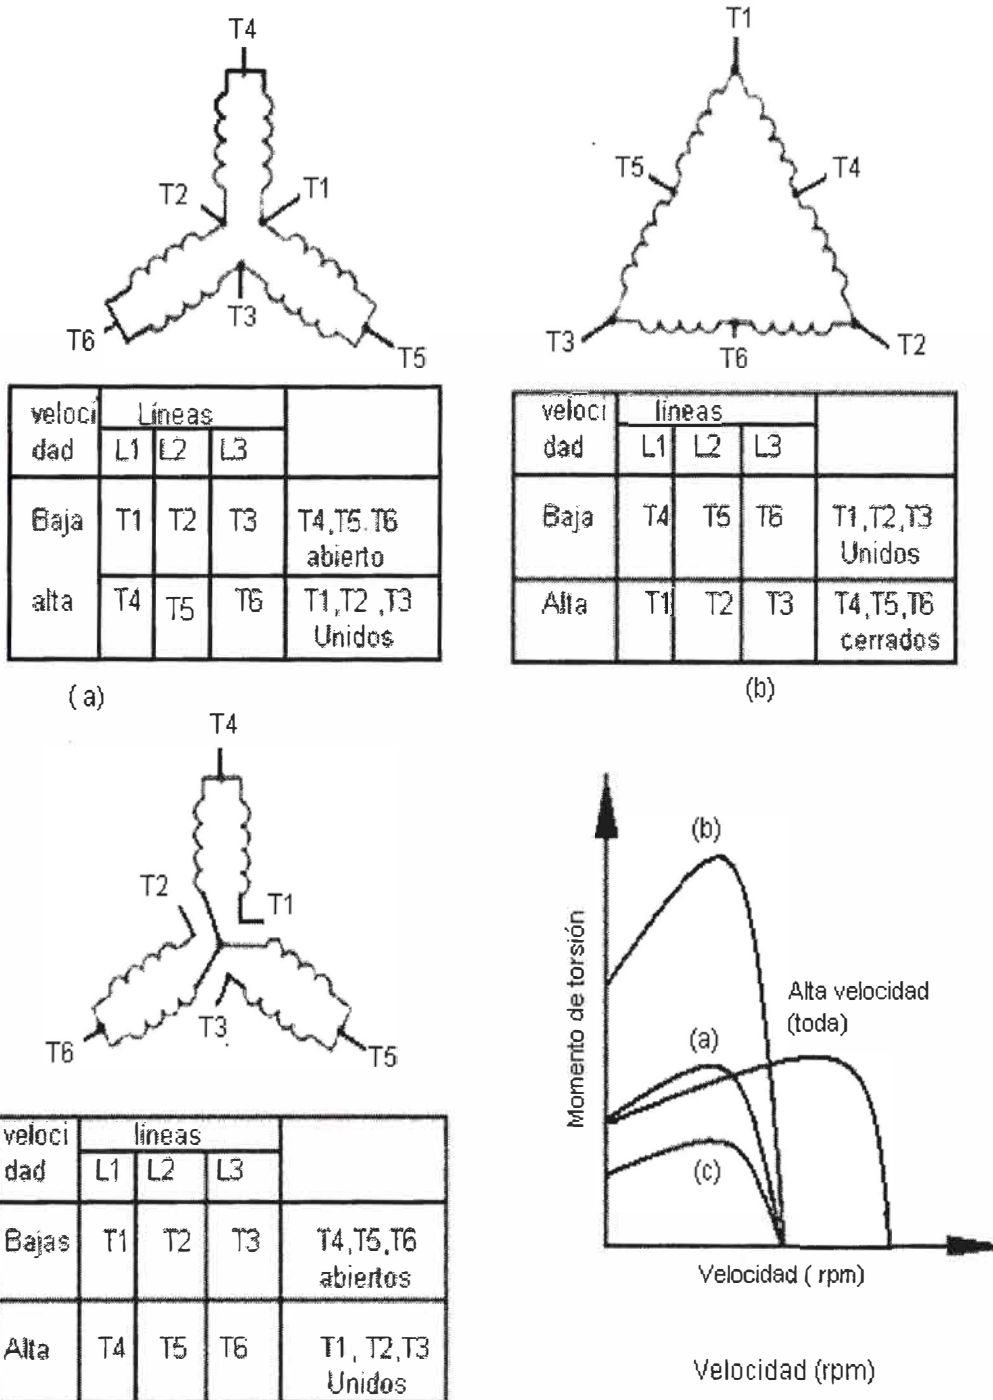 T4
T2
T1
T6
T3
T5
veloci
dad
Líneas
L1 L2 L3
Baja T1 T2 T3 T4,T5.T6
abierto
alta T4 T5 T6 T1,T2 ,T3
Unidos
( a)
T1
T5
T4
T3
T6
T2
veloci
dad
líneas
L1 L2 L3
Baja T4 T5 T6 T1,T2,T3
Unidos
Alta T1 T2 T3 T4,T5,T6
cerrados
(b)
T4
T2
T1
T3
T6
T5
veloci
dad
líneas
L1 L2 L3
Bajas T1 T2 T3 T4,T5,T6
abiertos
Alta T4 T5 T6 T1, T2,T3
Unidos
Momento de torsión
(b)
Alta velocidad
(toda)
(a)
(c)
Velocidad ( rpm)
Velocidad (rpm)